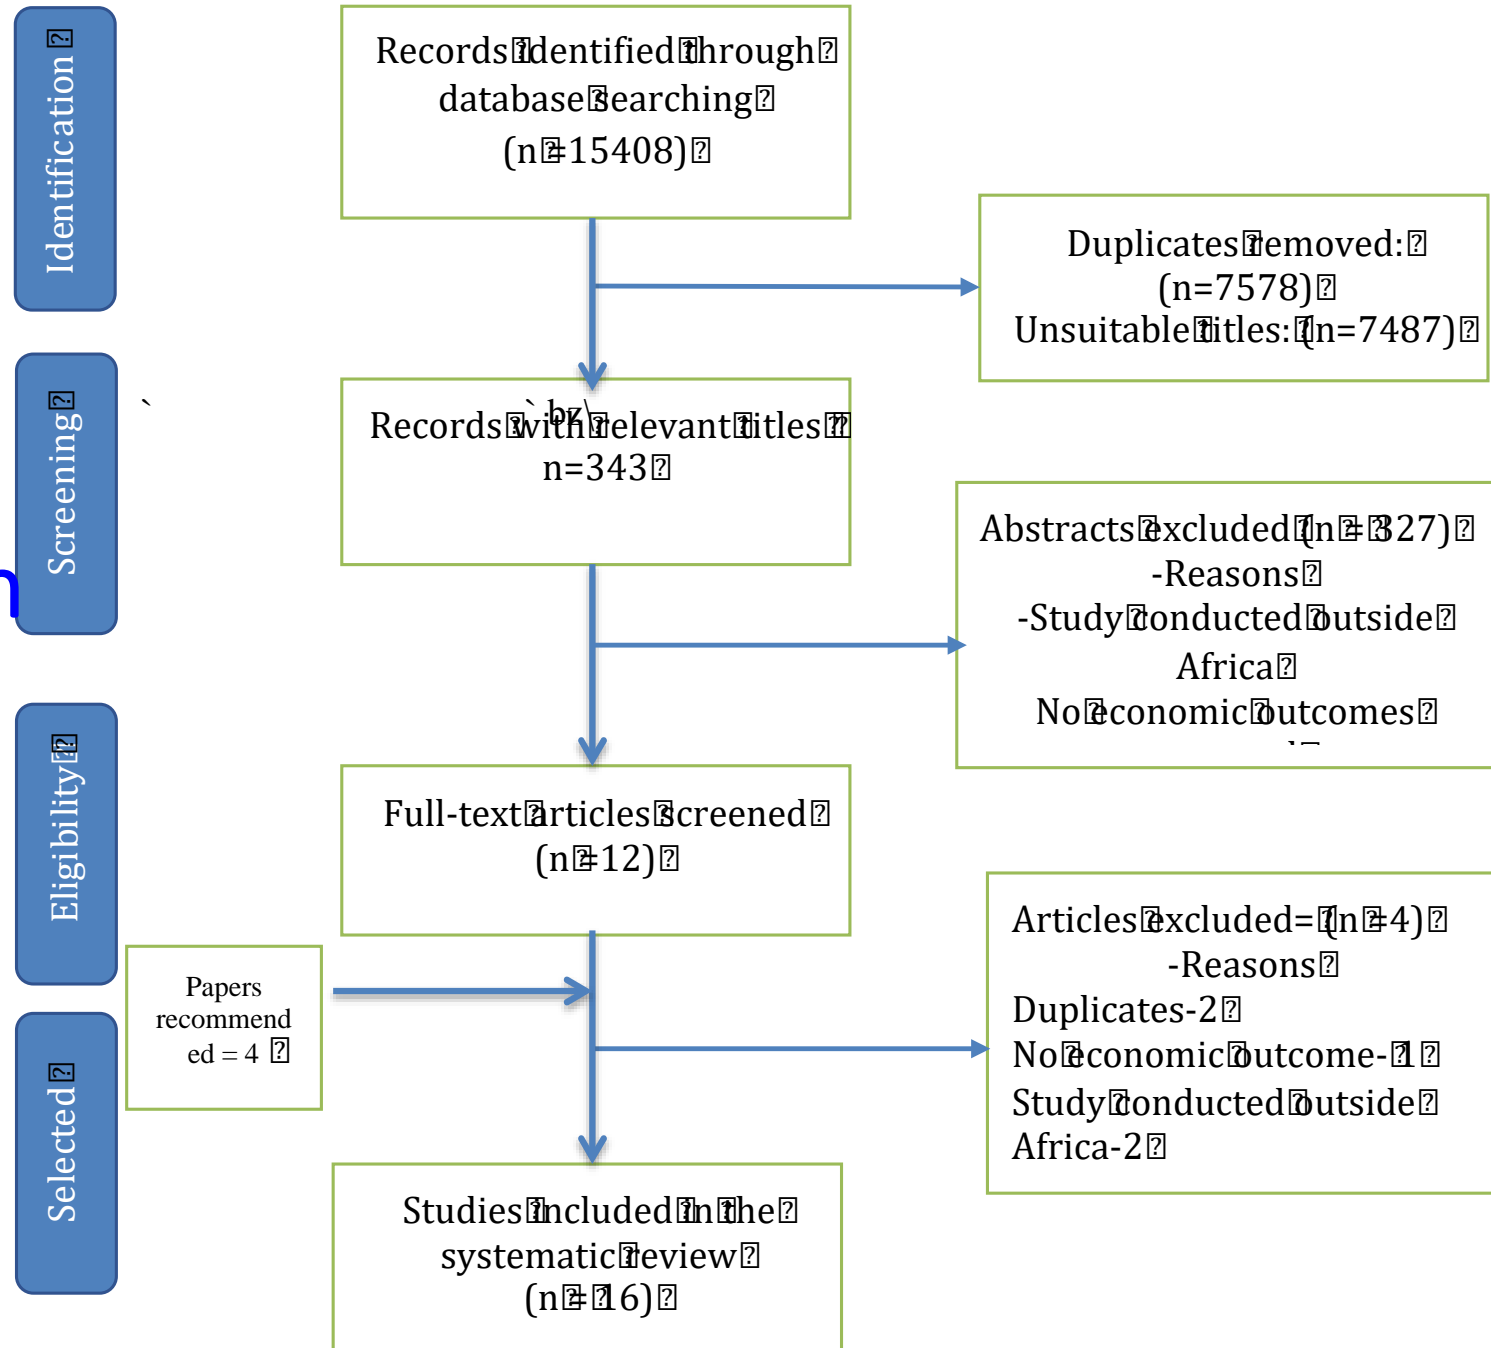 Identification
Records identified through
database searching
(n =15408)
Duplicates removed:
(n=7578)
Unsuitable titles: (n=7487)
Screening
`
` bz\
Records with relevant titles
n=343
Abstracts excluded (n = 327)
-Reasons
-Study conducted outside
Africa
No economic outcomes
Eligibility
Full-text articles screened
(n =12)
Articles excluded= (n =4)
-Reasons
Duplicates-2
No economic outcome- 1
Study conducted outside
Africa-2
Papers
recommend
ed = 4
Selected
Studies included in the
systematic review
(n = 16)